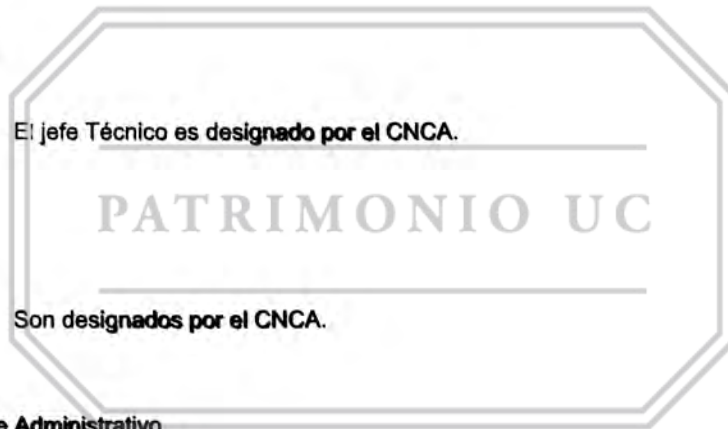 El jefe Técnico es designado por el CNCA.
PATRIMONIO UC
Son designados por el CNCA.
e Administrativo